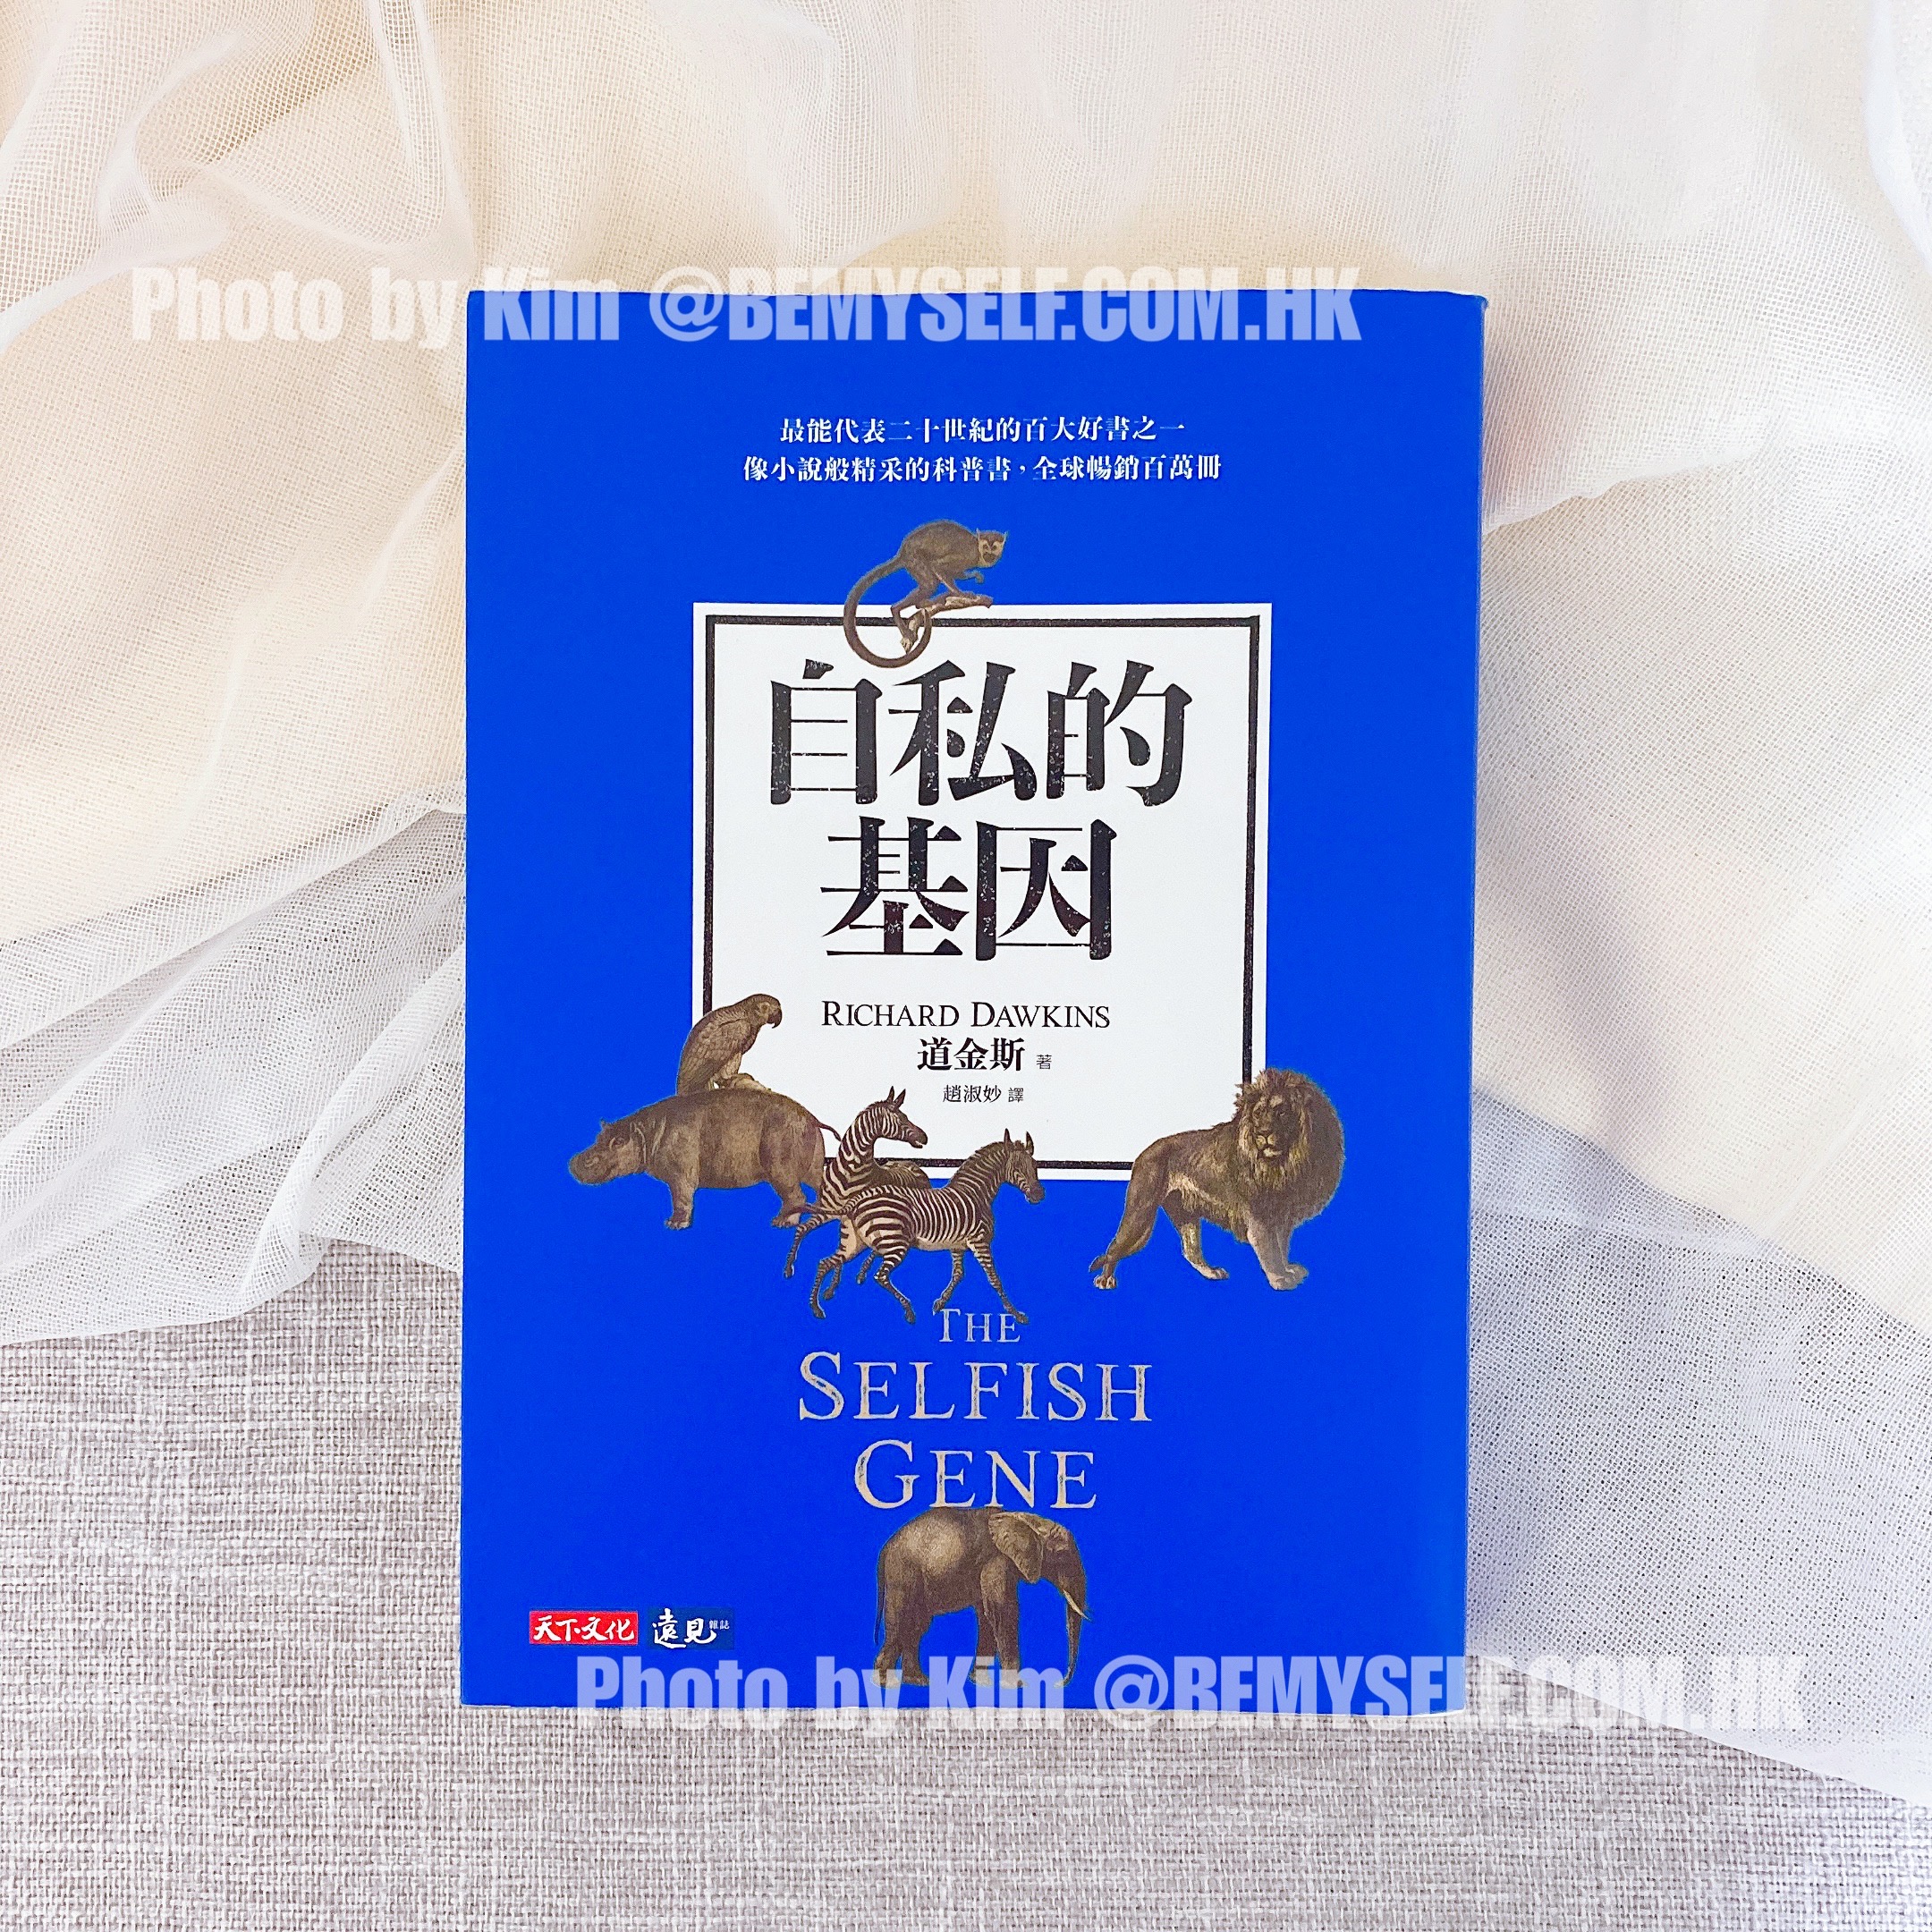 Photo by Kim @BEMYSELF.COM.HK
最能代表二十世紀的百大好書之一
像小說般精采的科普書，全球暢銷百萬冊
自私的
基因
RICHARD DAWKINS
道金斯 著
趙淑妙 譯
THE
SELFISH
GENE
天下文化 遠見雜誌
Photo by Kim @BEMYSELF.COM.HK